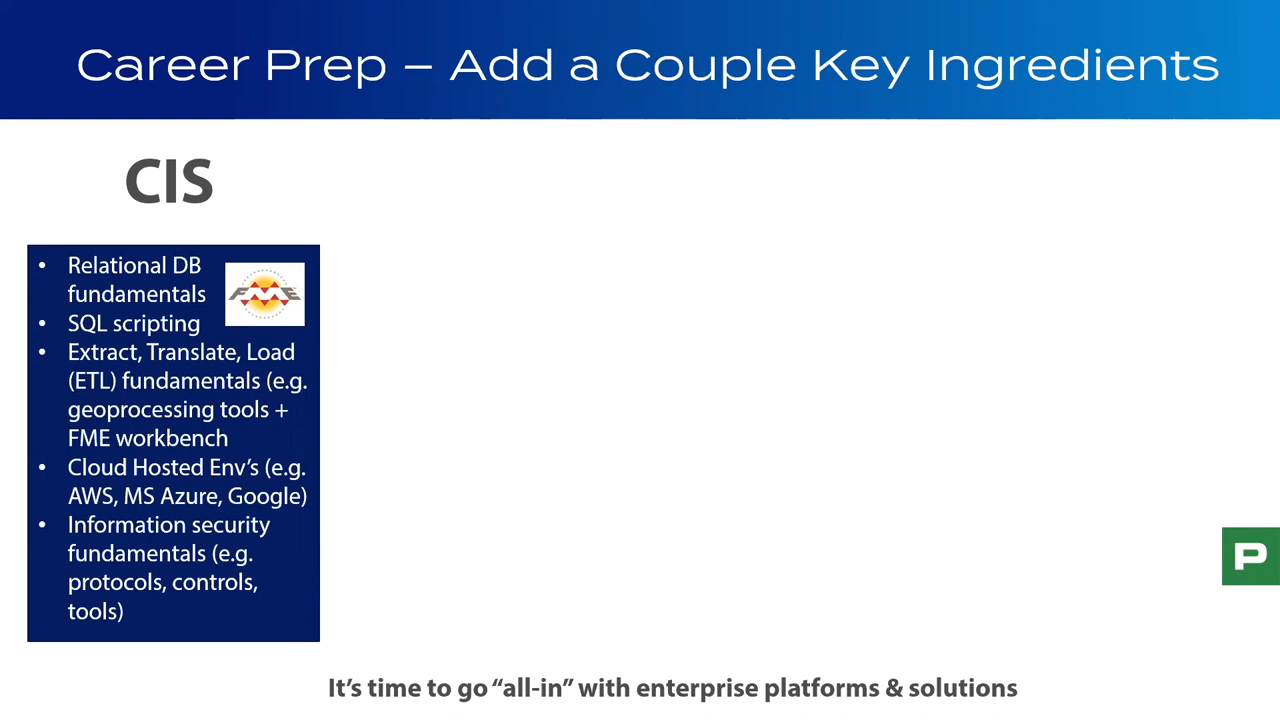 Career Prep – Add a Couple Key Ingredients
CIS
• Relational DB
fundamentals
FME
• SQL scripting
• Extract, Translate, Load
(ETL) fundamentals (e.g.
geoprocessing tools +
FME workbench
• Cloud Hosted Env’s (e.g.
AWS, MS Azure, Google)
• Information security
fundamentals (e.g.
protocols, controls,
tools)
P
It’s time to go “all-in” with enterprise platforms & solutions